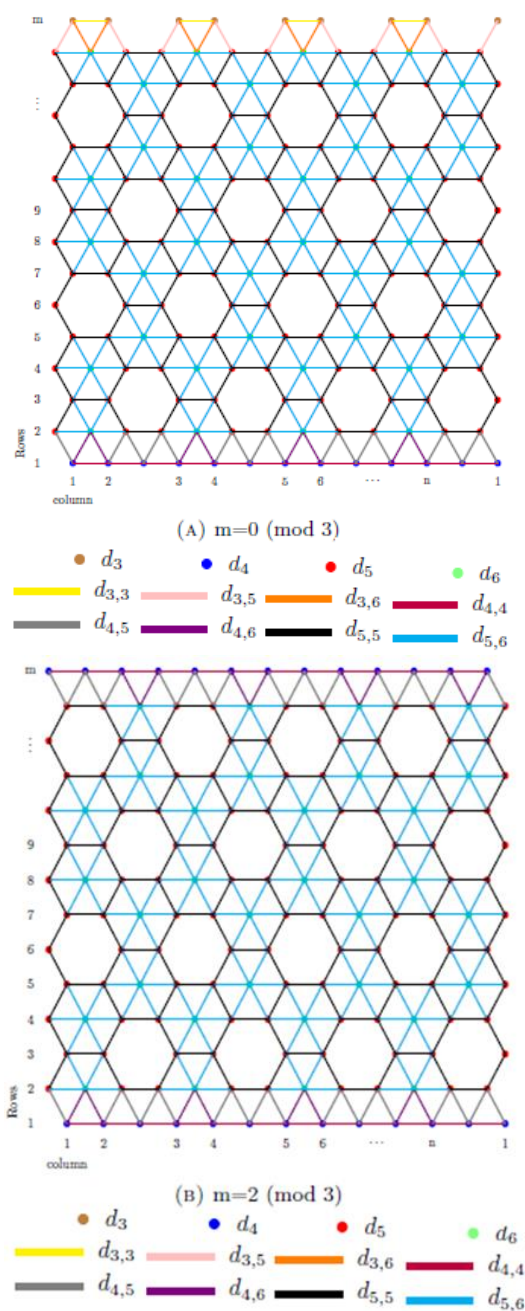 m
⋮
9
8
7
6
5
4
3
2
1
Rows
1 2 3 4 5 6 ⋯ n 1
column
(A) m=0 (mod 3)
d3 d4 d5 d6
d3,3 d3,5 d3,6 d4,4
d4,5 d4,6 d5,5 d5,6
m
⋮
9
8
7
6
5
4
3
2
1
Rows
1 2 3 4 5 6 ⋯ n 1
column
(B) m=2 (mod 3)
d3 d4 d5 d6
d3,3 d3,5 d3,6 d4,4
d4,5 d4,6 d5,5 d5,6